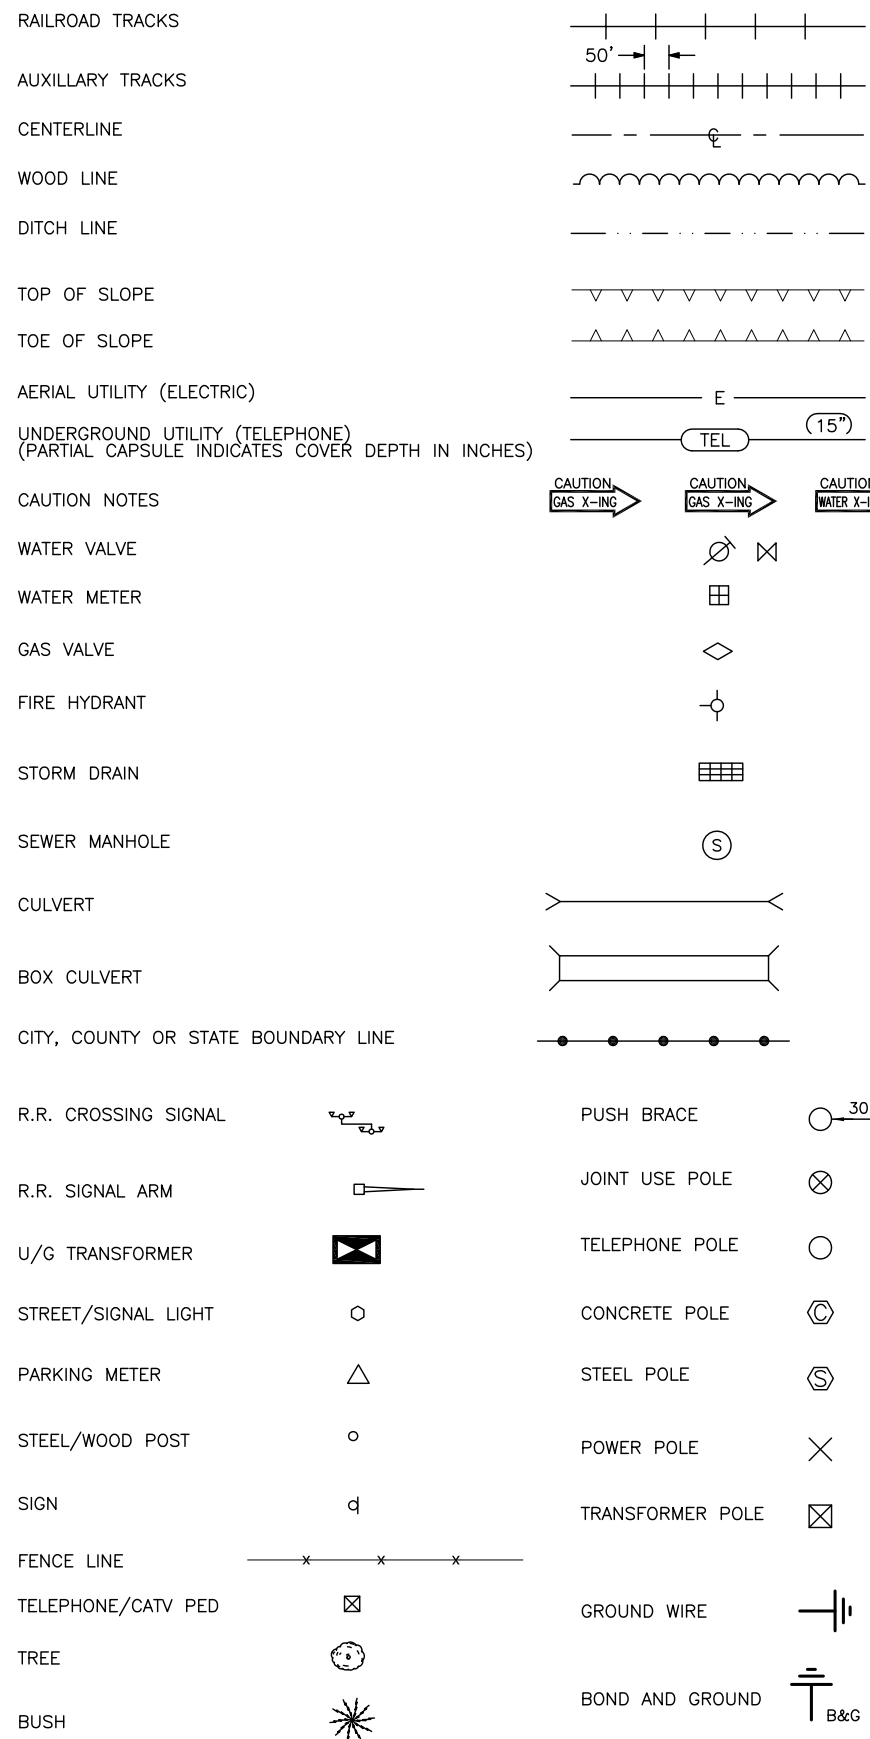 RAILROAD TRACKS
50'
AUXILLARY TRACKS
CENTERLINE
℄
WOOD LINE
DITCH LINE
TOP OF SLOPE
TOE OF SLOPE
AERIAL UTILITY (ELECTRIC)
E
UNDERGROUND UTILITY (TELEPHONE)
(PARTIAL CAPSULE INDICATES COVER DEPTH IN INCHES)
TEL
(15")
CAUTION NOTES
CAUTION
GAS X-ING
CAUTION
GAS X-ING
CAUTION
WATER X-I
WATER VALVE
WATER METER
GAS VALVE
FIRE HYDRANT
STORM DRAIN
SEWER MANHOLE
S
CULVERT
BOX CULVERT
CITY, COUNTY OR STATE BOUNDARY LINE
R.R. CROSSING SIGNAL
R.R. SIGNAL ARM
U/G TRANSFORMER
STREET/SIGNAL LIGHT
PARKING METER
STEEL/WOOD POST
SIGN
FENCE LINE
x x x
TELEPHONE/CATV PED
TREE
BUSH
PUSH BRACE
30
JOINT USE POLE
TELEPHONE POLE
CONCRETE POLE
C
STEEL POLE
S
POWER POLE
TRANSFORMER POLE
GROUND WIRE
BOND AND GROUND
B&G